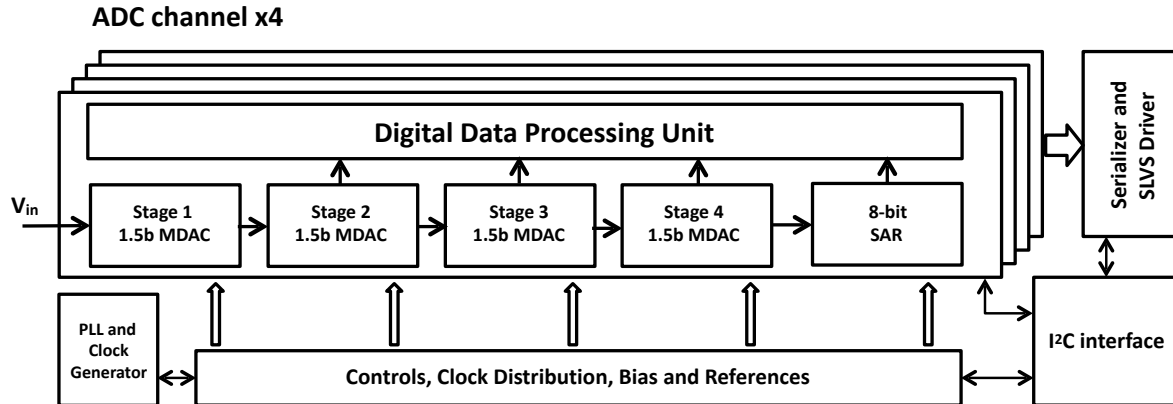 ADC channel x4
Digital Data Processing Unit
Serializer and
SLVS Driver
Vin
Stage 1
1.5b MDAC
Stage 2
1.5b MDAC
Stage 3
1.5b MDAC
Stage 4
1.5b MDAC
8-bit
SAR
PLL and
Clock
Generator
Controls, Clock Distribution, Bias and References
I²C interface